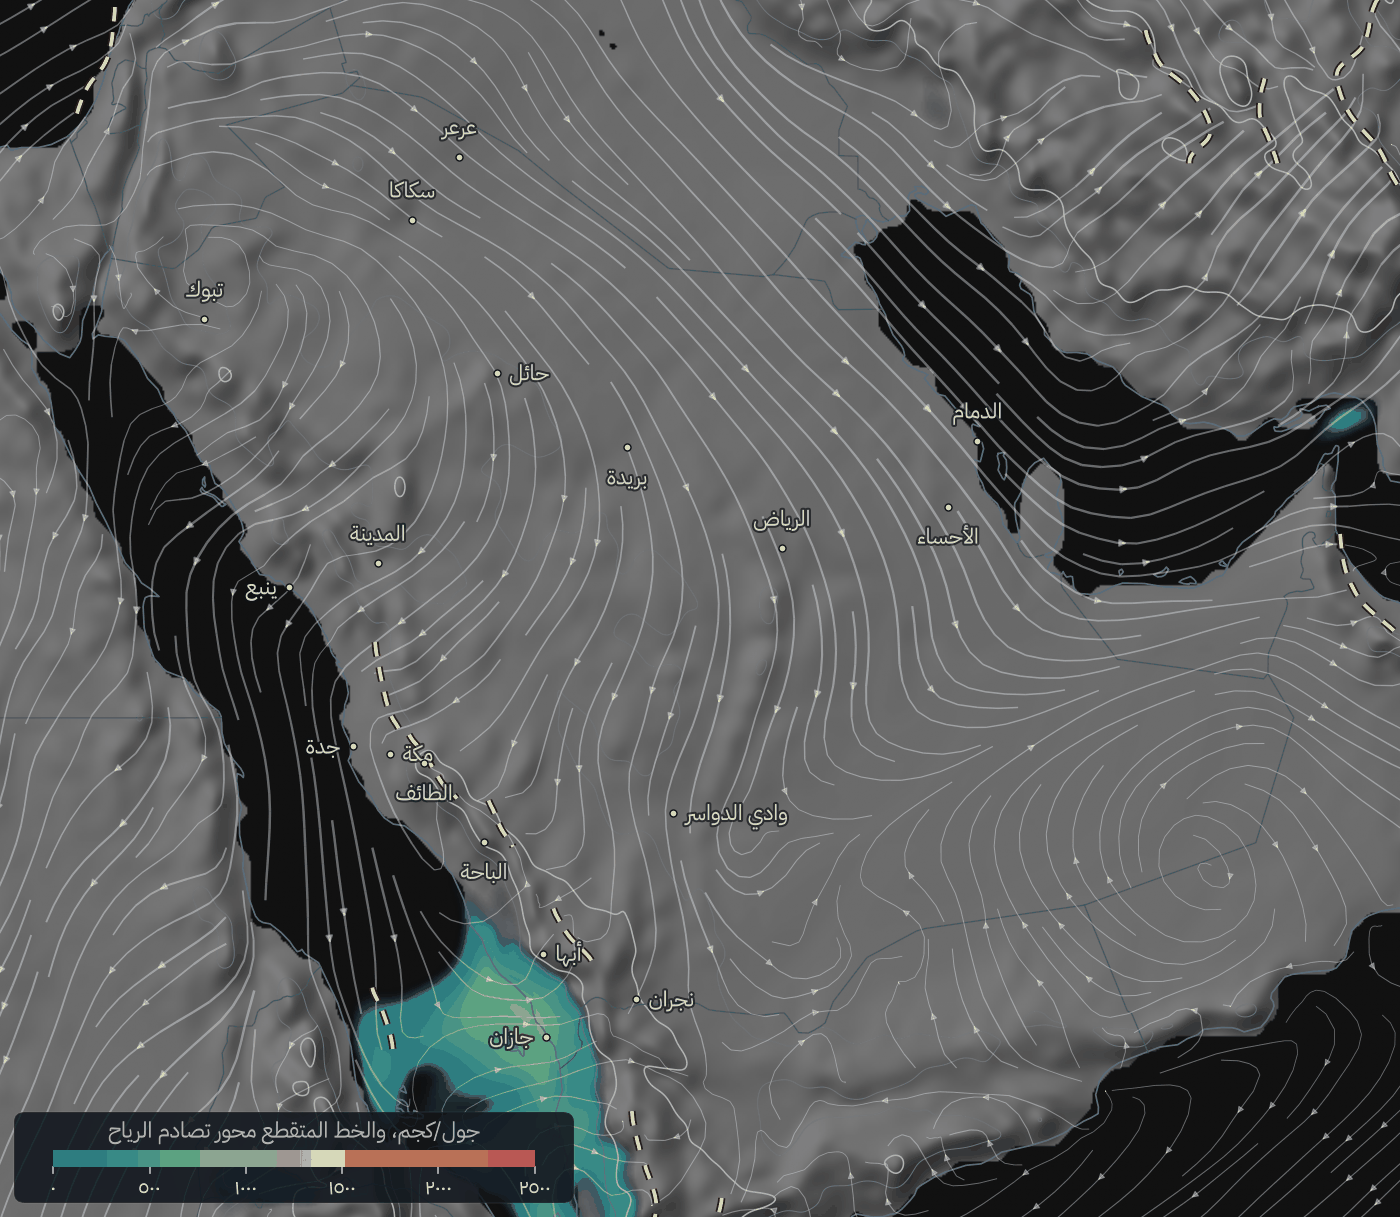 عرعر
سكاكا
تبوك
حائل
الدمام
بريدة
الرياض
الأحساء
المدينة
ينبع
جدة
مكة
الطائف
وادي الدواسر
الباحة
أبها
نجران
جازان
جول/كجم، والخط المتقطع محور تصادم الرياح
٠ ٥٠٠ ١٠٠٠ ١٥٠٠ ٢٠٠٠ ٢٥٠٠